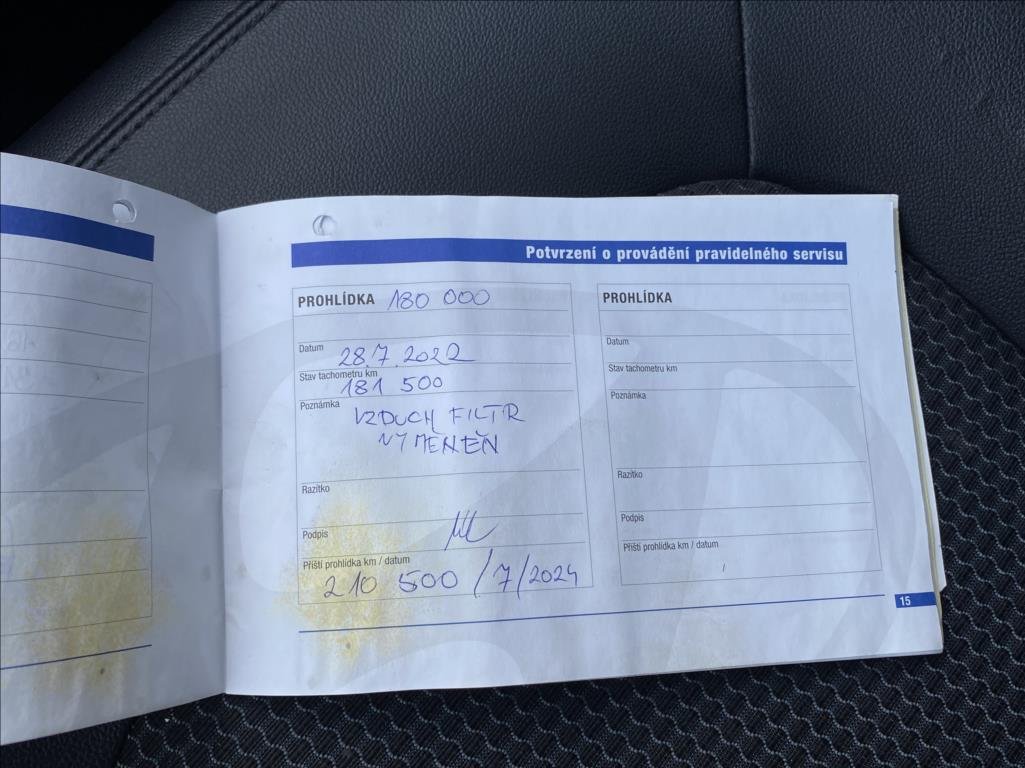 Potvrzení o provádění pravidelného servisu
PROHLÍDKA 180 000
Datum 28.7.2022
Stav tachometru km 181 500
Poznámka VZDUCH FILTR
VYMĚNĚN
Razítko
Podpis
Příští prohlídka km / datum
210 500 /7/2024
PROHLÍDKA
Datum
Stav tachometru km
Poznámka
Razítko
Podpis
Příští prohlídka km / datum
/
15